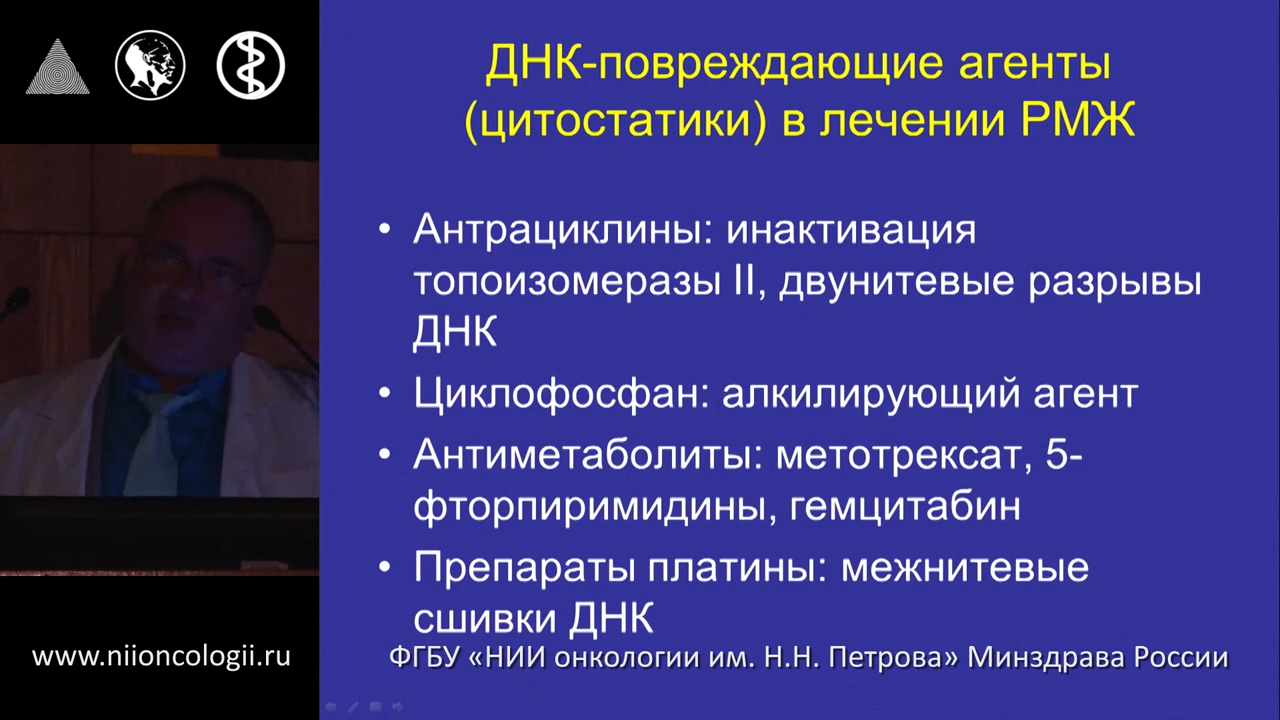 ДНК-повреждающие агенты
(цитостатики) в лечении РМЖ
• Антрациклины: инактивация
топоизомеразы II, двунитевые разрывы
ДНК
• Циклофосфан: алкилирующий агент
• Антиметаболиты: метотрексат, 5-
фторпиримидины, гемцитабин
• Препараты платины: межнитевые
сшивки ДНК
www.niioncologii.ru
ФГБУ «НИИ онкологии им. Н.Н. Петрова» Минздрава России